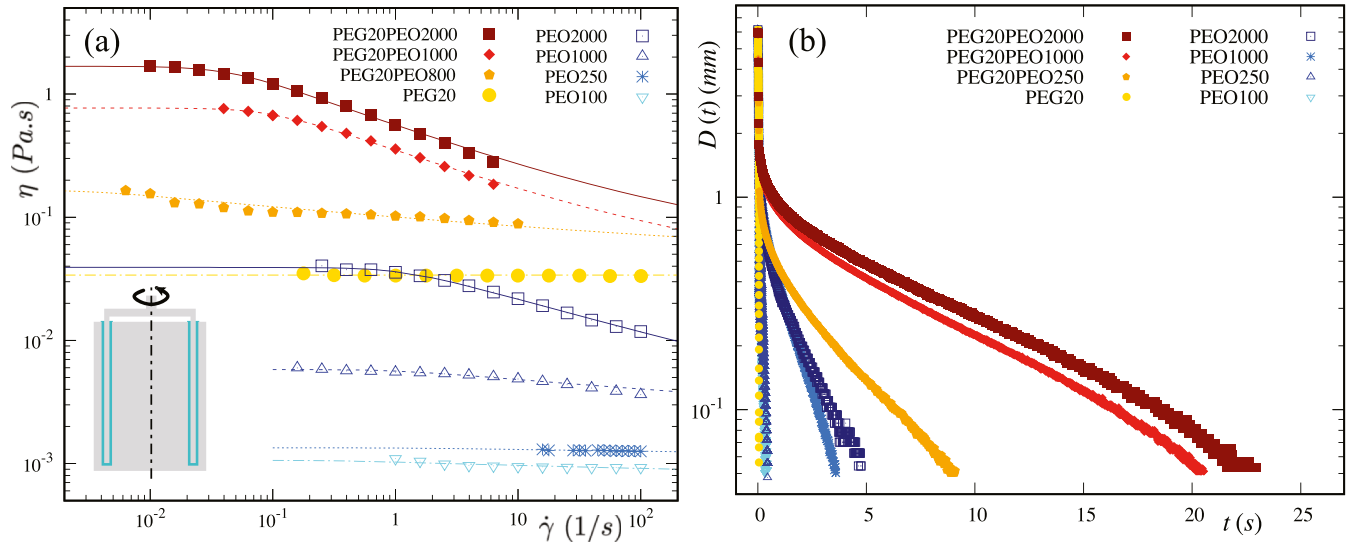 (a)
PEG20PEO2000
PEG20PEO1000
PEG20PEO800
PEG20
PEO2000
PEO1000
PEO250
PEO100
η (Pa.s)
1
10⁻¹
10⁻²
10⁻³
10⁻² 10⁻¹ 1 10 10²
γ̇ (1/s)
(b)
PEG20PEO2000
PEG20PEO1000
PEG20PEO250
PEG20
PEO2000
PEO1000
PEO250
PEO100
D (t) (mm)
1
10⁻¹
0 5 10 15 20 25
t (s)